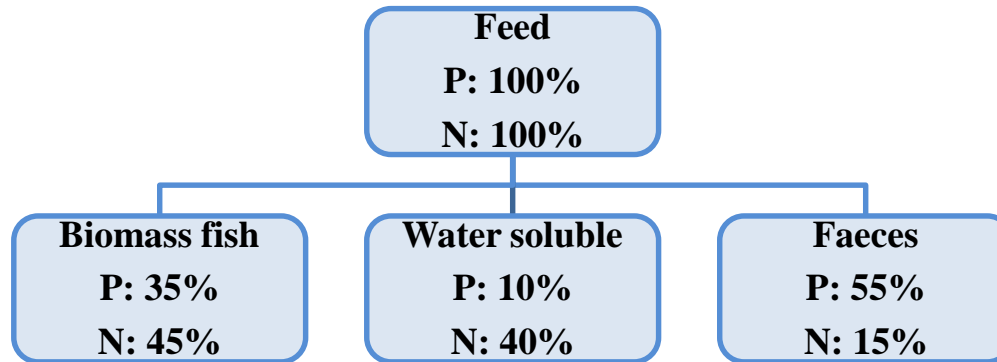 Feed
P: 100%
N: 100%
Biomass fish
P: 35%
N: 45%
Water soluble
P: 10%
N: 40%
Faeces
P: 55%
N: 15%